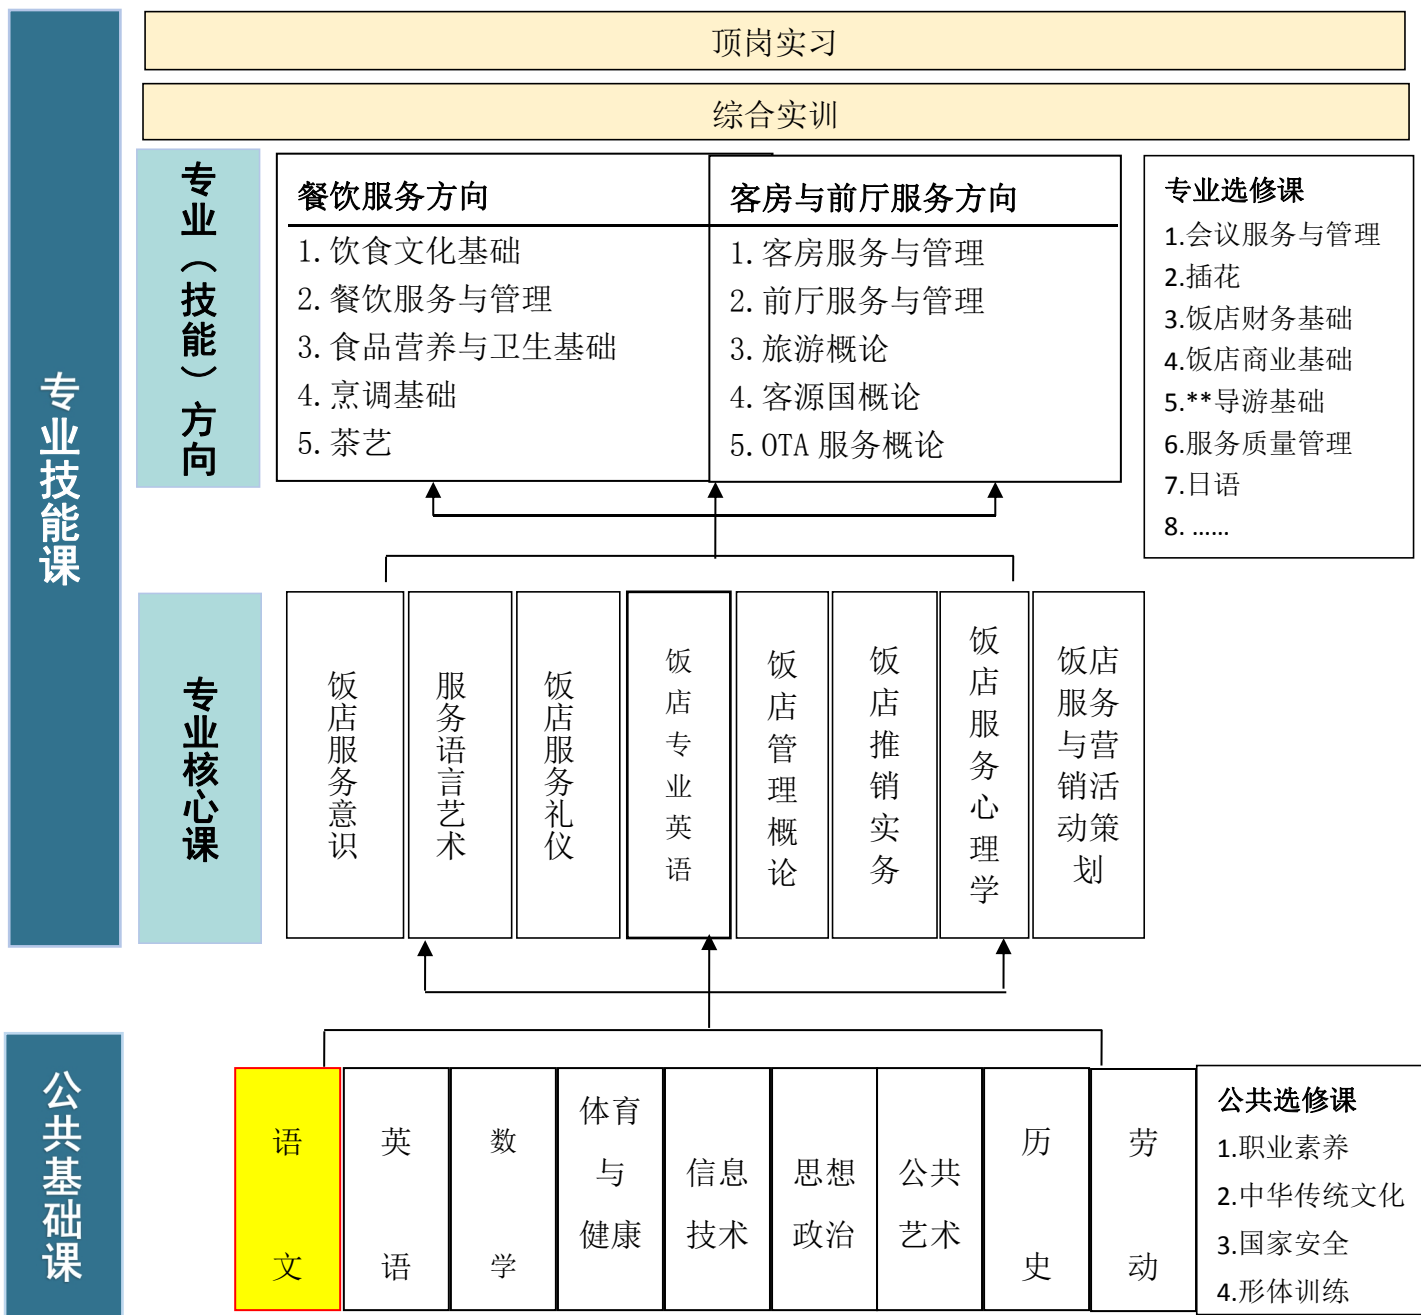 顶岗实习
综合实训
专业技能课
专业（技能）方向
餐饮服务方向
1.饮食文化基础
2.餐饮服务与管理
3.食品营养与卫生基础
4.烹调基础
5.茶艺
客房与前厅服务方向
1.客房服务与管理
2.前厅服务与管理
3.旅游概论
4.客源国概论
5.OTA 服务概论
专业选修课
1.会议服务与管理
2.插花
3.饭店财务基础
4.饭店商业基础
5.**导游基础
6.服务质量管理
7.日语
8. ......
专业核心课
饭店服务意识
服务语言艺术
饭店服务礼仪
饭店专业英语
饭店管理概论
饭店推销实务
饭店服务心理学
饭店
服务
与营
销活
动策
划
公共基础课
语文
英语
数学
体育
与
健康
信息
技术
思想
政治
公共
艺术
历史
劳动
公共选修课
1.职业素养
2.中华传统文化
3.国家安全
4.形体训练